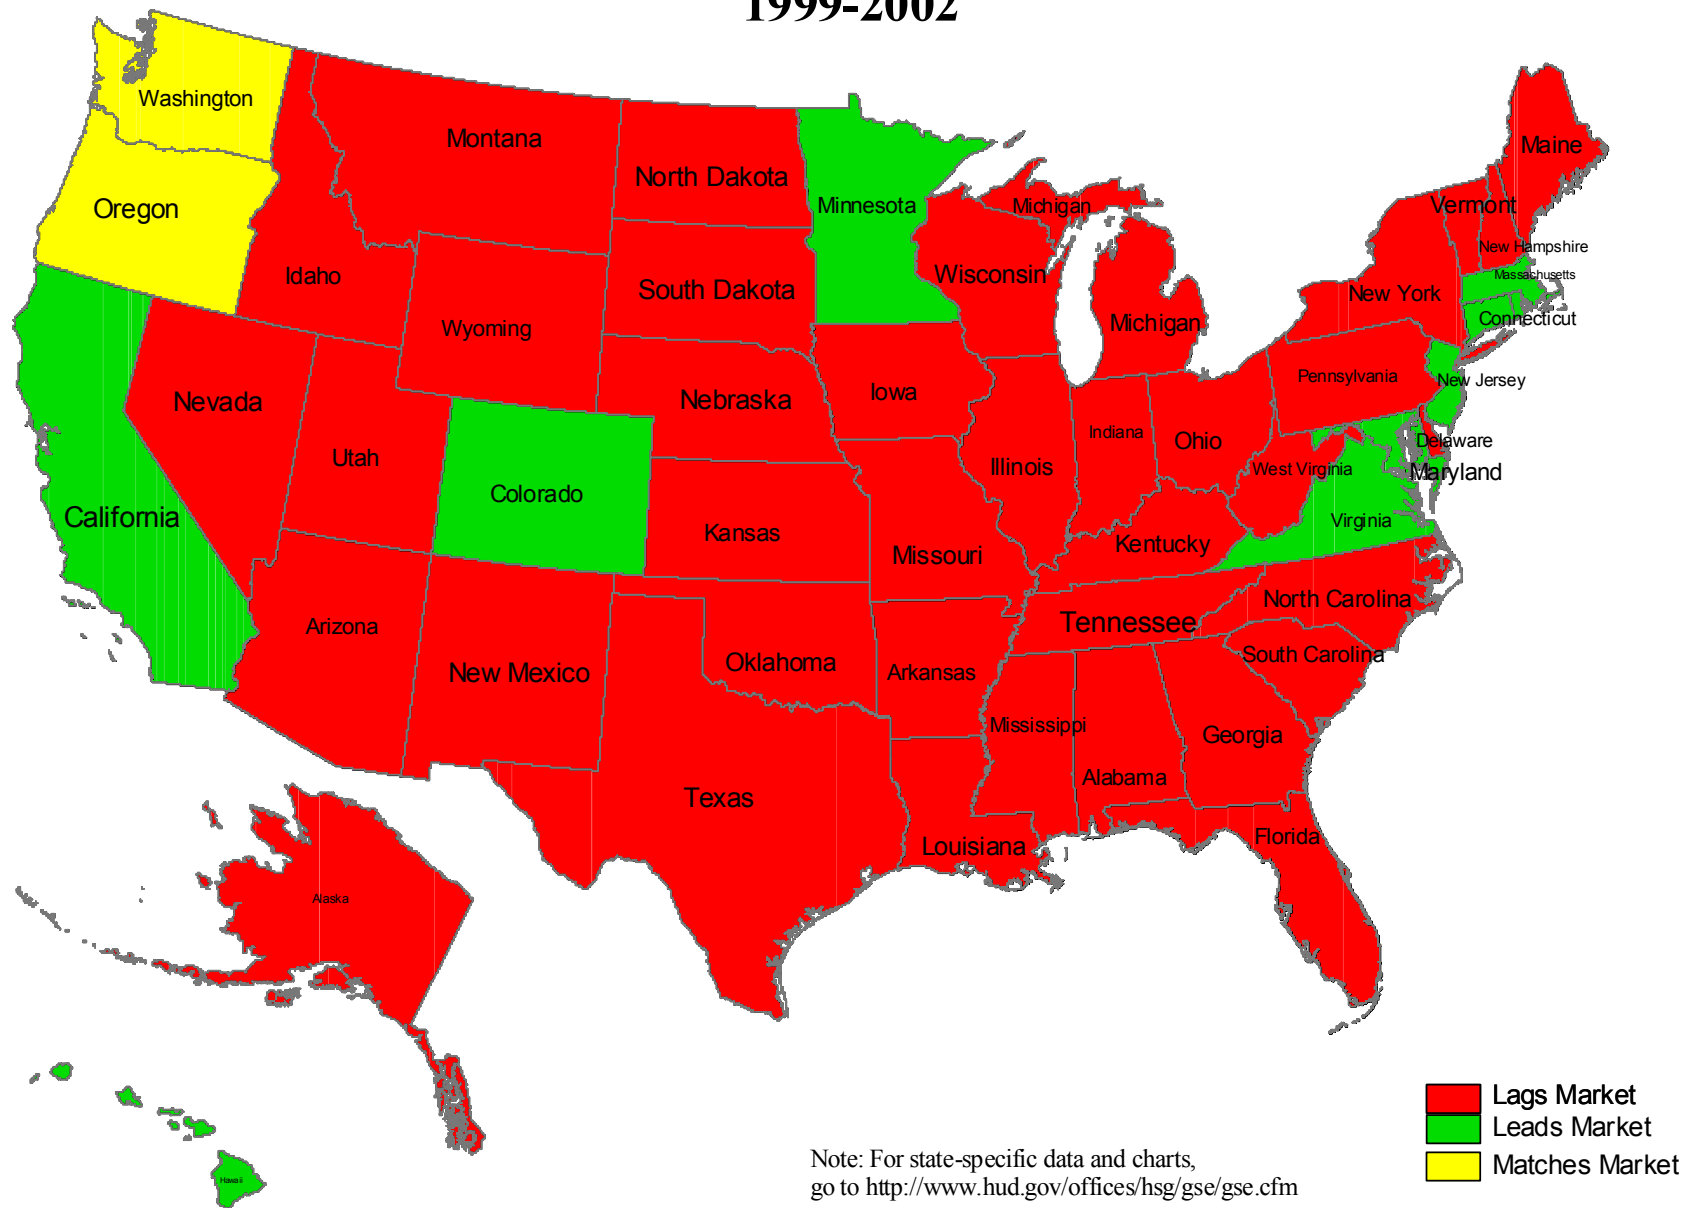 1999-2002
Washington
Montana
North Dakota
Minnesota
Michigan
Maine
Oregon
Vermont
New Hampshire
Idaho
Wisconsin
Massachusetts
South Dakota
New York
Connecticut
Wyoming
Michigan
Pennsylvania
New Jersey
Nevada
Nebraska
Iowa
Indiana
Ohio
Delaware
Utah
Illinois
West Virginia
Maryland
Colorado
California
Kansas
Virginia
Missouri
Kentucky
Arizona
Tennessee
North Carolina
New Mexico
Oklahoma
Arkansas
South Carolina
Mississippi
Georgia
Texas
Alabama
Louisiana
Florida
Alaska
Hawaii
Lags Market
Leads Market
Matches Market
Note: For state-specific data and charts,
go to http://www.hud.gov/offices/hsg/gse/gse.cfm